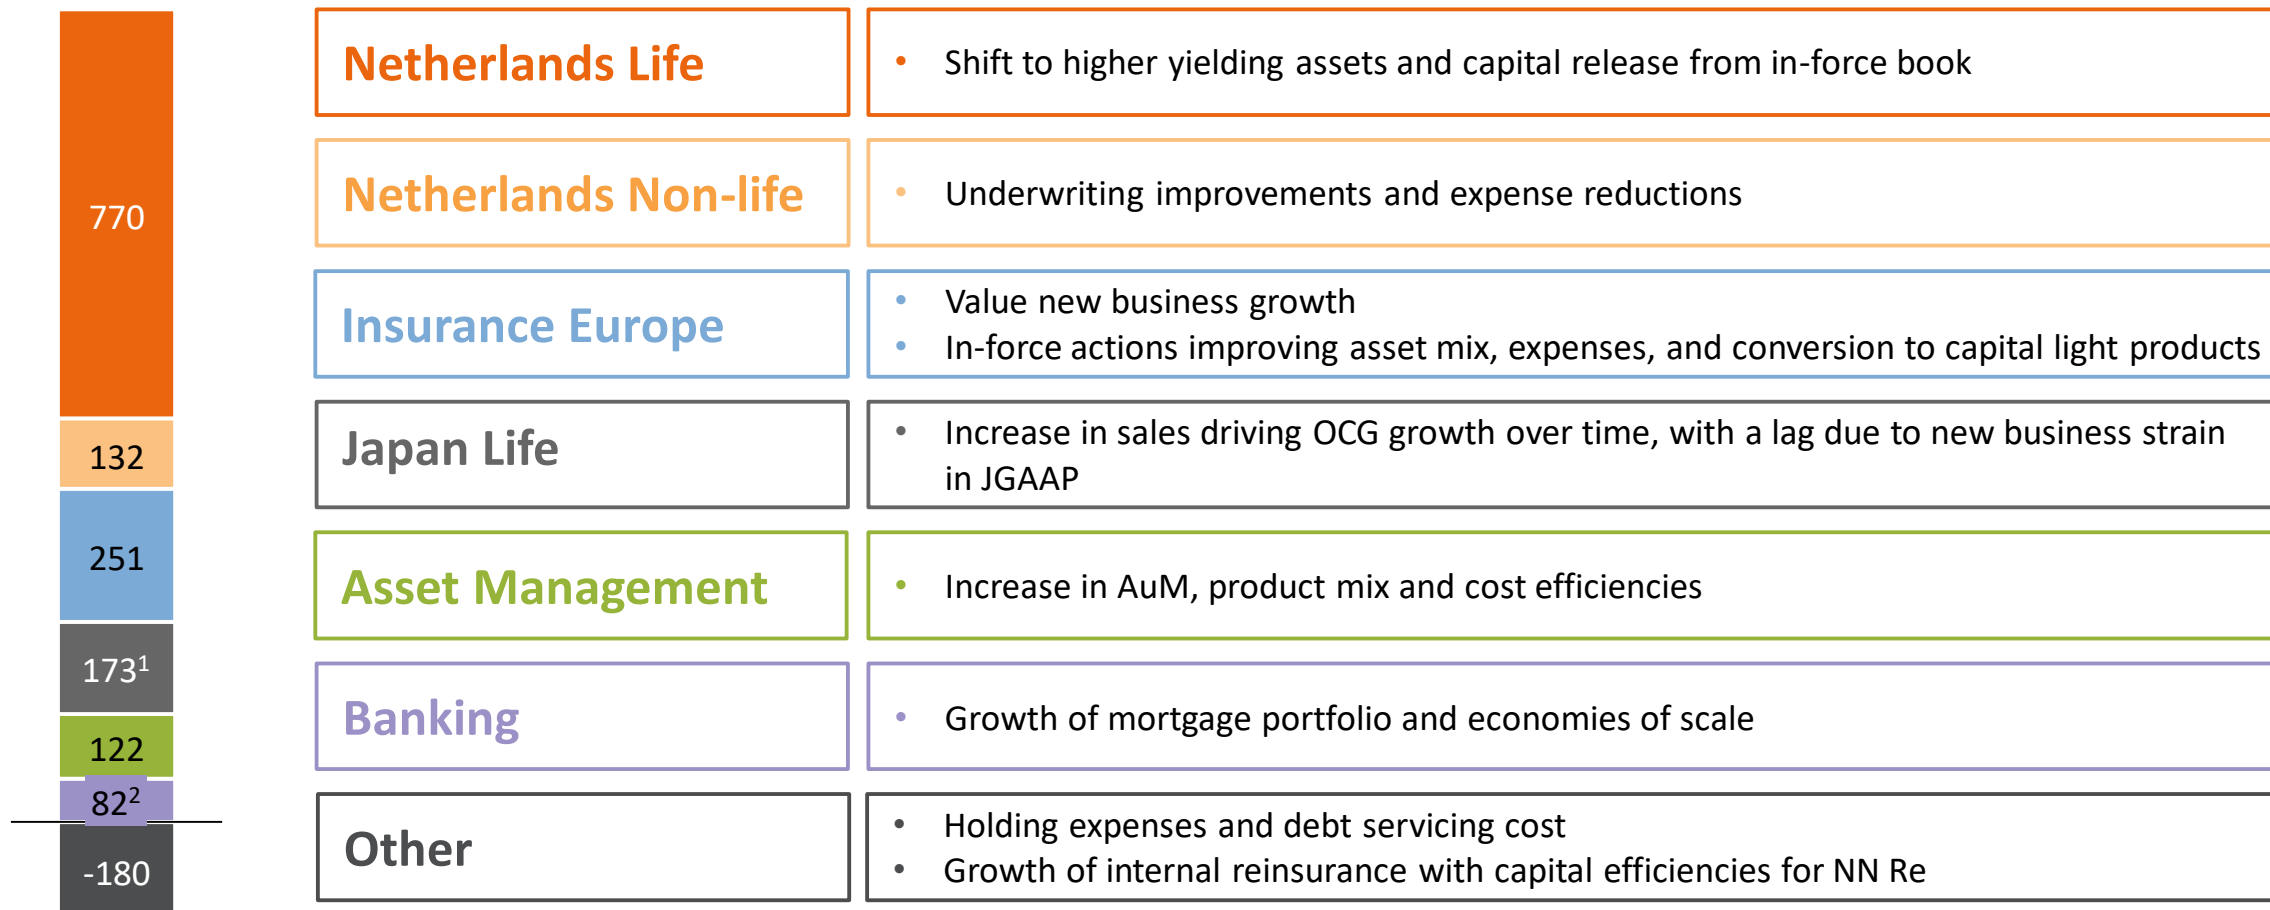 770
132
251
173¹
122
82²
-180
Netherlands Life
• Shift to higher yielding assets and capital release from in-force book
Netherlands Non-life
• Underwriting improvements and expense reductions
Insurance Europe
• Value new business growth
• In-force actions improving asset mix, expenses, and conversion to capital light products
Japan Life
• Increase in sales driving OCG growth over time, with a lag due to new business strain
in JGAAP
Asset Management
• Increase in AuM, product mix and cost efficiencies
Banking
• Growth of mortgage portfolio and economies of scale
Other
• Holding expenses and debt servicing cost
• Growth of internal reinsurance with capital efficiencies for NN Re